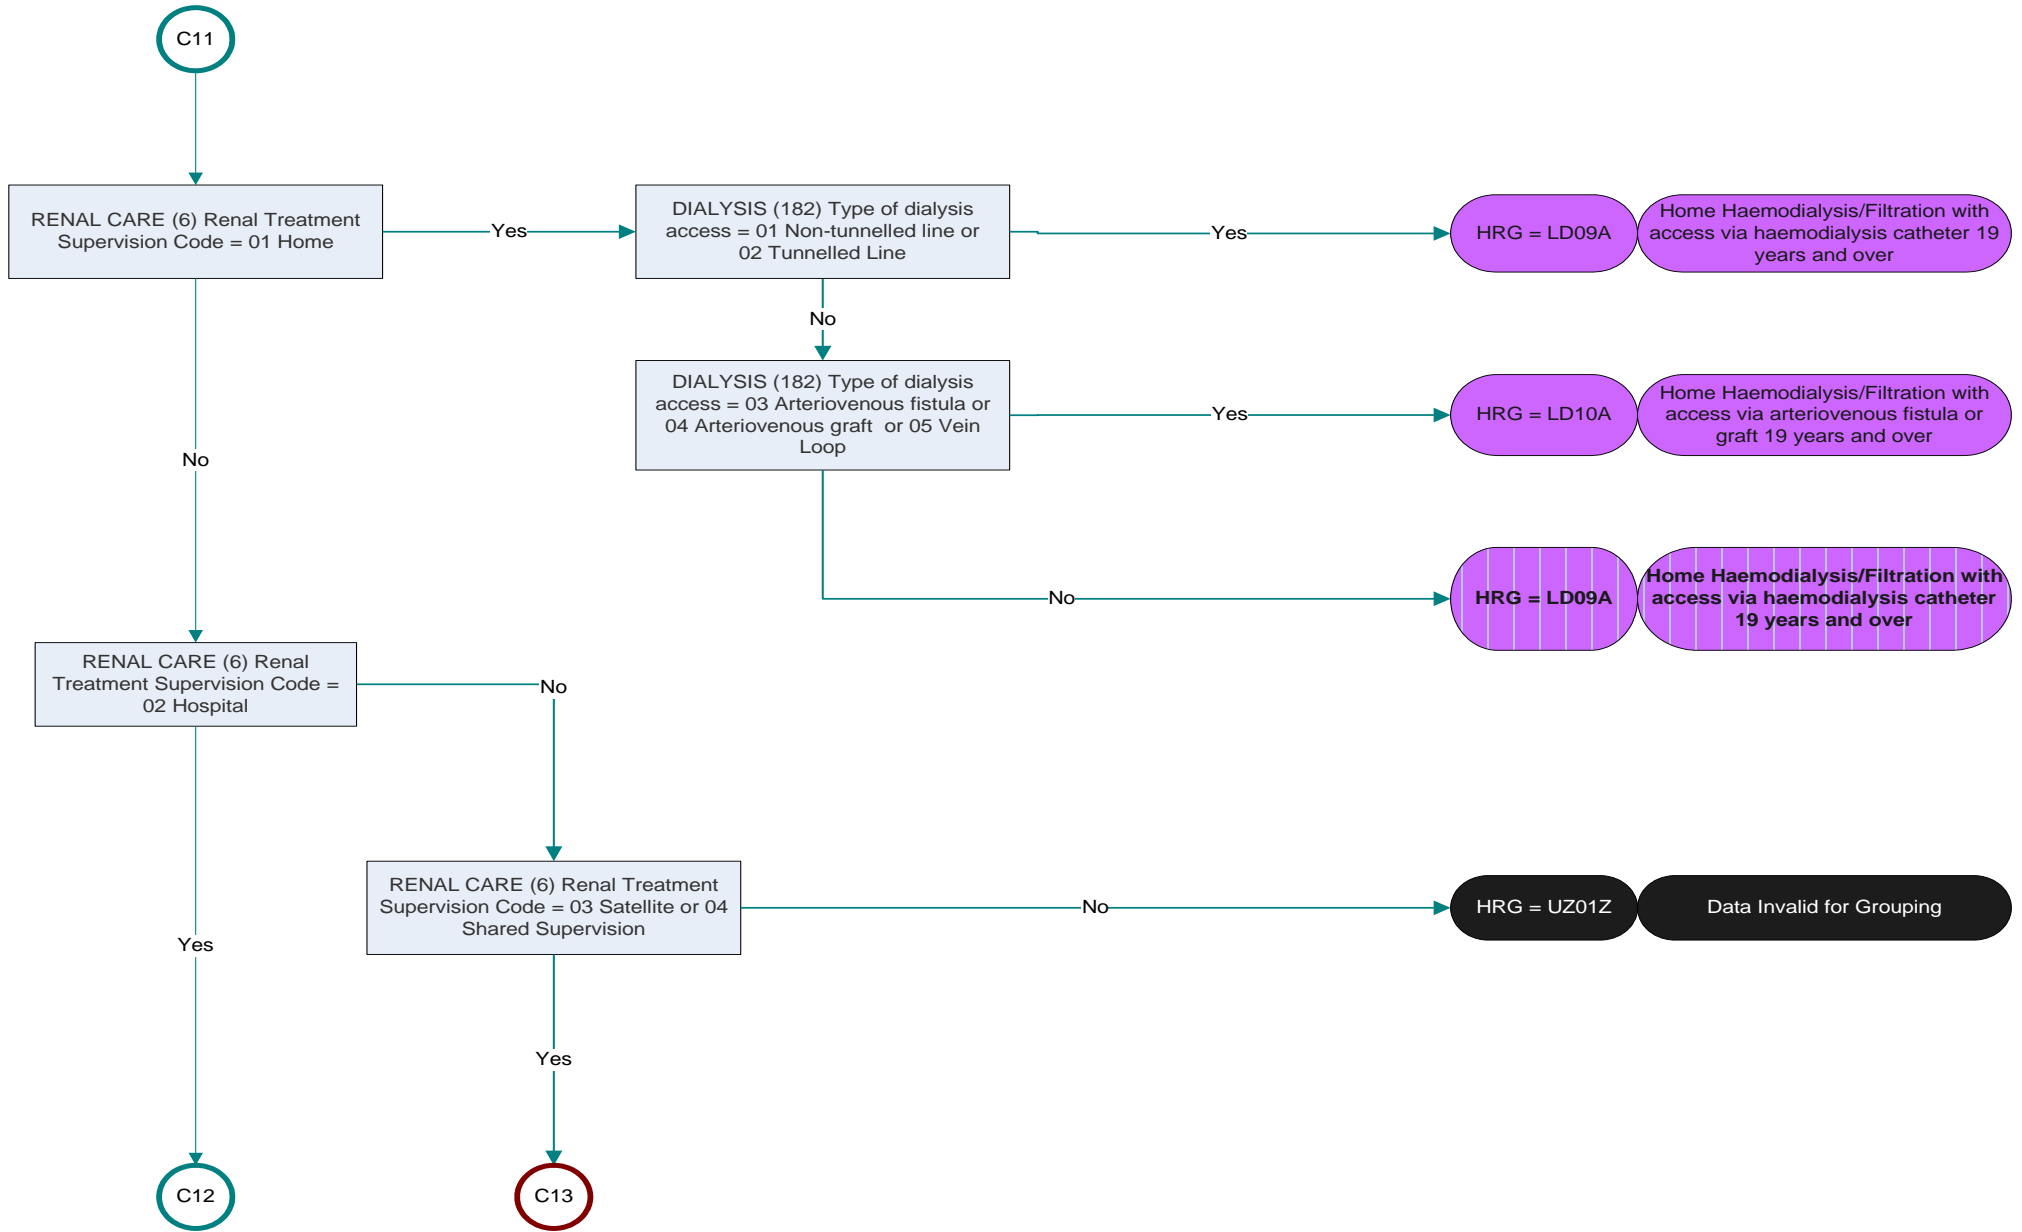 C11
RENAL CARE (6) Renal Treatment
Supervision Code = 01 Home
Yes
DIALYSIS (182) Type of dialysis
access = 01 Non-tunnelled line or
02 Tunnelled Line
Yes
HRG = LD09A
Home Haemodialysis/Filtration with
access via haemodialysis catheter 19
years and over
No
DIALYSIS (182) Type of dialysis
access = 03 Arteriovenous fistula or
04 Arteriovenous graft  or 05 Vein
Loop
Yes
HRG = LD10A
Home Haemodialysis/Filtration with
access via arteriovenous fistula or
graft 19 years and over
No
No
HRG = LD09A
Home Haemodialysis/Filtration with
access via haemodialysis catheter
19 years and over
RENAL CARE (6) Renal
Treatment Supervision Code =
02 Hospital
No
RENAL CARE (6) Renal Treatment
Supervision Code = 03 Satellite or 04
Shared Supervision
No
HRG = UZ01Z
Data Invalid for Grouping
Yes
Yes
C12
C13